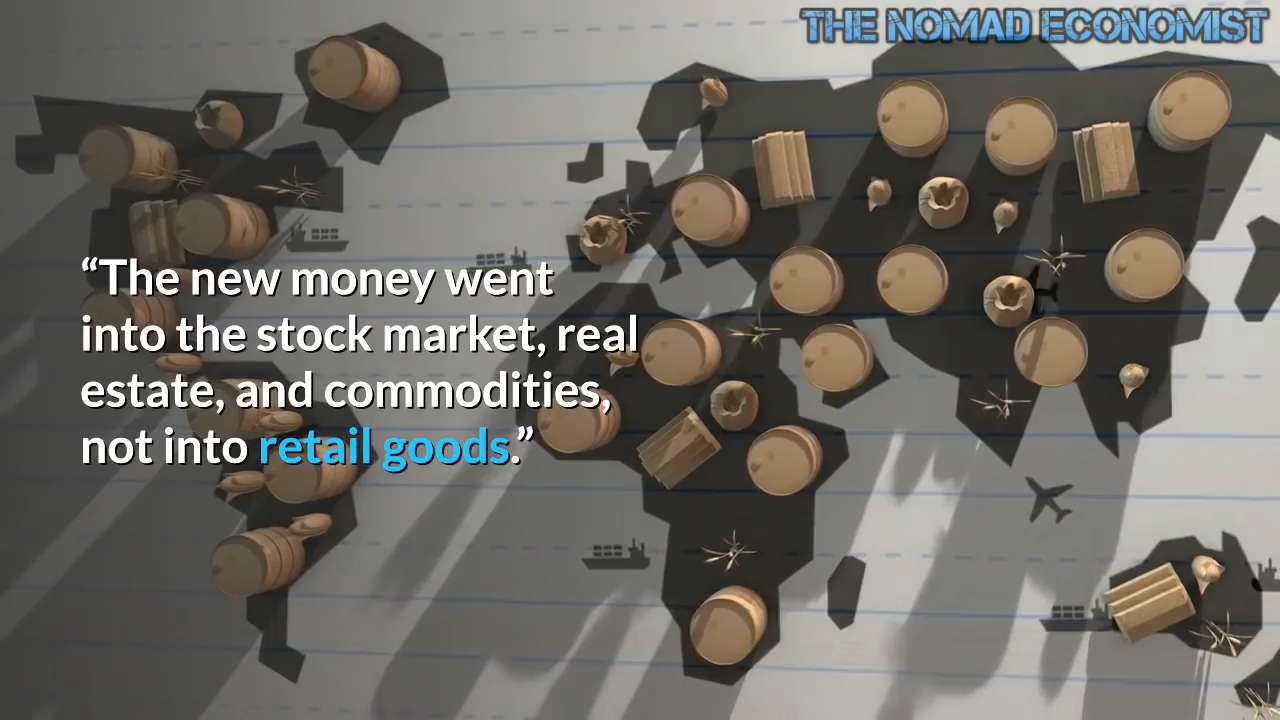 THE NOMAD ECONOMIST
“The new money went
into the stock market, real
estate, and commodities,
not into retail goods.”